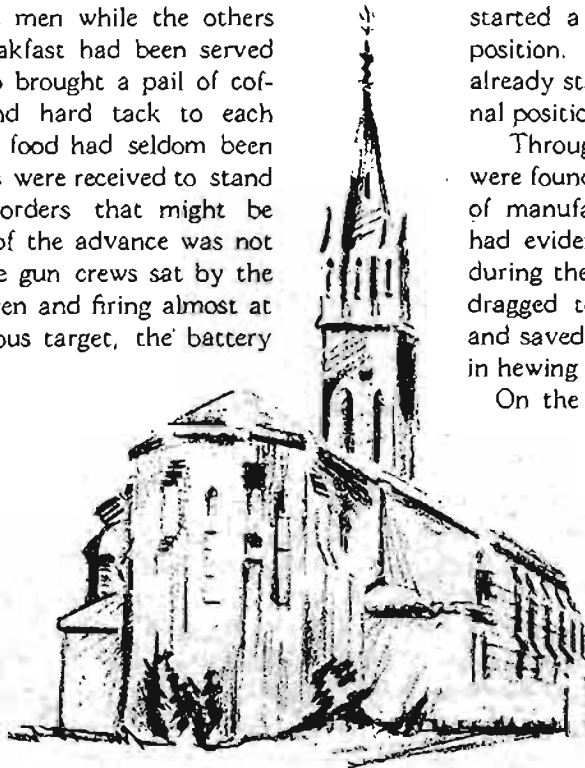 men while the others
akfast had been served
brought a pail of cof-
nd hard tack to each
food had seldom been
s were received to stand
orders that might be
of the advance was not
e gun crews sat by the
en and firing almost at
ous target, the battery
started a
position.
already st
nal positio
Throug
were found
of manufa
had evider
during the
dragged to
and saved
in hewing
On the